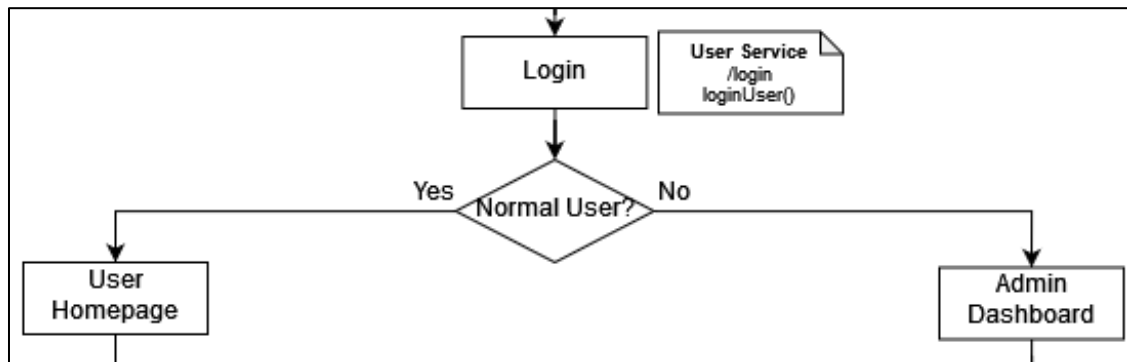 Login
User Service
/login
loginUser()
Yes
Normal User?
No
User
Homepage
Admin
Dashboard